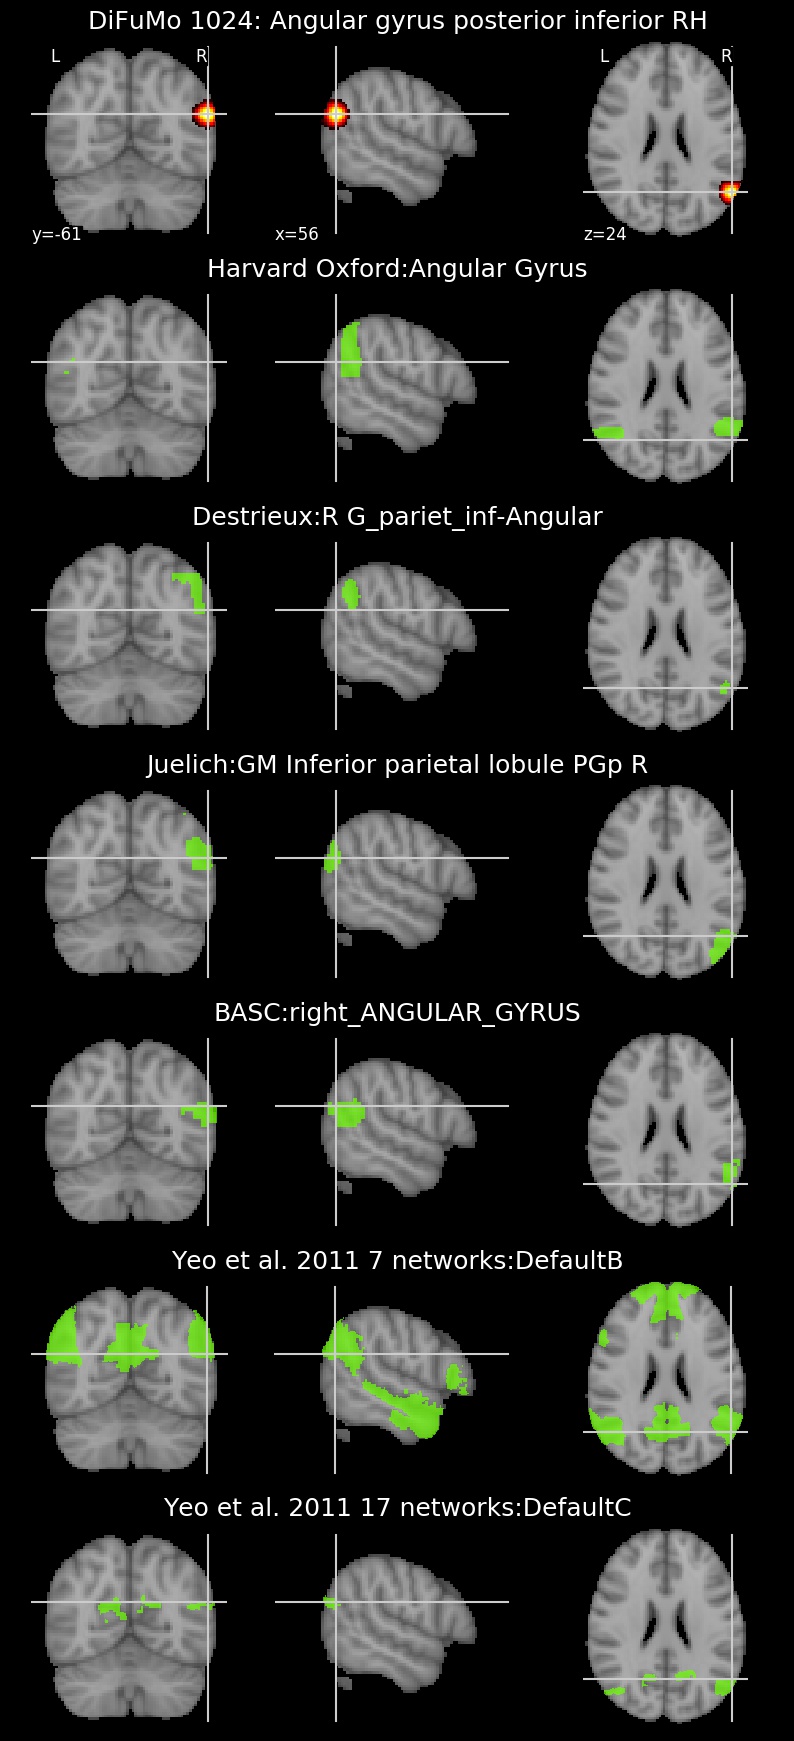 DiFuMo 1024: Angular gyrus posterior inferior RH
L R L R
y=-61 x=56 z=24
Harvard Oxford:Angular Gyrus
Destrieux:R G_pariet_inf-Angular
Juelich:GM Inferior parietal lobule PGp R
BASC:right_ANGULAR_GYRUS
Yeo et al. 2011 7 networks:DefaultB
Yeo et al. 2011 17 networks:DefaultC